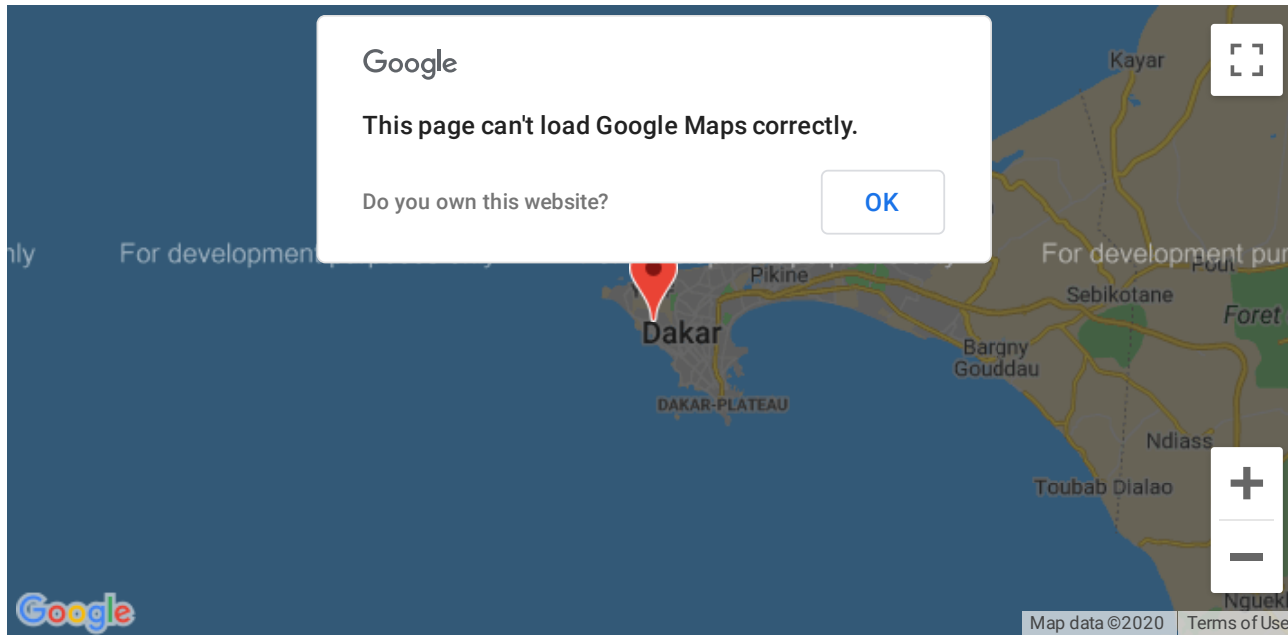 Google
This page can't load Google Maps correctly.
Do you own this website?
OK
Kayar
For development
For development pur
Pout
Pikine
Sebikotane
Foret
Dakar
Bargny
Gouddau
DAKAR-PLATEAU
Ndiass
Toubab Dialao
Google
Map data ©2020
Terms of Use